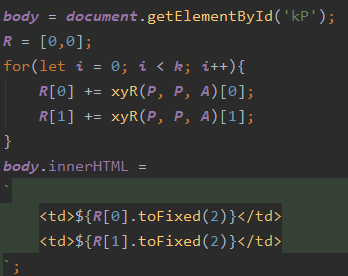 body = document.getElementById('kP');
R = [0,0];
for(let i = 0; i < k; i++){
    R[0] += xyR(P, P, A)[0];
    R[1] += xyR(P, P, A)[1];
}
body.innerHTML =
`
    <td>${R[0].toFixed(2)}</td>
    <td>${R[1].toFixed(2)}</td>
`;